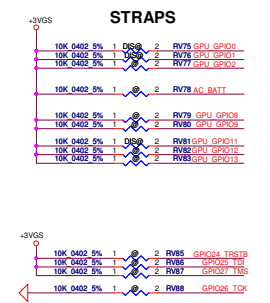 STRAPS
+3VGS
10K_0402_5% 1 DIS@ 2 RV75 GPU_GPIO0
10K_0402_5% 1 DIS@ 2 RV76 GPU_GPIO1
10K_0402_5% 1 @ 2 RV77 GPU_GPIO2
10K_0402_5% 1 @ 2 RV78 AC_BATT
10K_0402_5% 1 @ 2 RV79 GPU_GPIO8
10K_0402_5% 1 @ 2 RV80 GPU_GPIO9
10K_0402_5% 1 DIS@ 2 RV81 GPU_GPIO11
10K_0402_5% 1 @ 2 RV82 GPU_GPIO12
10K_0402_5% 1 @ 2 RV83 GPU_GPIO13
+3VGS
10K_0402_5% 1 @ 2 RV85 GPIO24_TRSTB
10K_0402_5% 1 @ 2 RV86 GPIO25_TDI
10K_0402_5% 1 @ 2 RV87 GPIO27_TMS
10K_0402_5% 1 @ 2 RV88 GPIO26_TCK